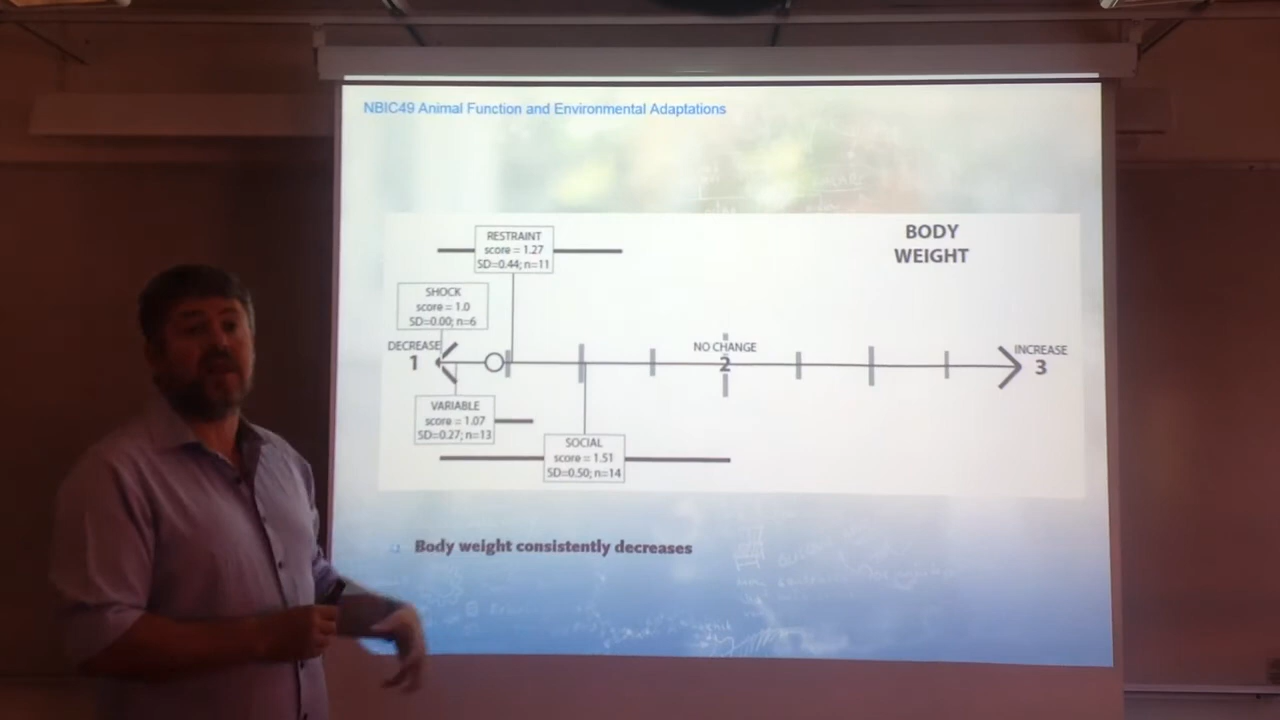 NBIC49 Animal Function and Environmental Adaptations
BODY
WEIGHT
RESTRAINT
score = 1.27
SD=0.44; n=11
SHOCK
score = 1.0
SD=0.00; n=6
DECREASE
1
NO CHANGE
2
INCREASE
3
VARIABLE
score = 1.07
SD=0.27; n=13
SOCIAL
score = 1.51
SD=0.50; n=14
Body weight consistently decreases